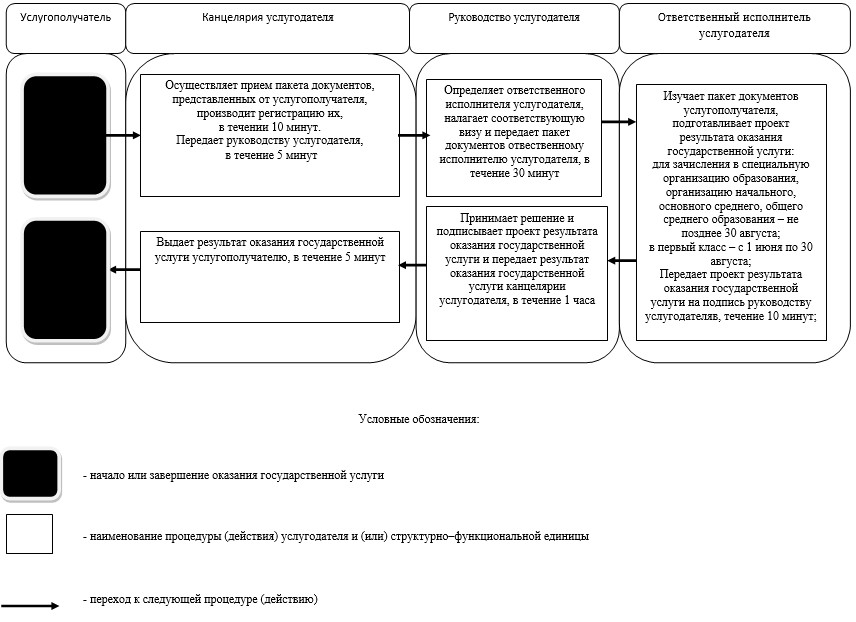 Услугополучатель
Канцелярия услугодателя
Руководство услугодателя
Ответственный исполнитель
услугодателя
Осуществляет прием пакета документов,
представленных от услугополучателя,
производит регистрацию их,
в течении 10 минут.
Передает руководству услугодателя,
в течение 5 минут
Определяет ответственного
исполнителя услугодателя,
налагает соответствующую
визу и передает пакет
документов отвественному
исполнителю услугодателя, в
течение 30 минут
Изучает пакет документов
услугополучателя,
подготавливает проект
результата оказания
государственной услуги:
для зачисления в специальную
организацию образования,
организацию начального,
основного среднего, общего
среднего образования – не
позднее 30 августа;
в первый класс – с 1 июня по 30
августа;
Передает проект результата
оказания государственной
услуги на подпись руководству
услугодателяв, течение 10 минут;
Принимает решение и
подписывает проект результата
оказания государственной
услуги и передает результат
оказания государственной
услуги канцелярии
услугодателя, в течение 1 часа
Выдает результат оказания государственной
услуги услугополучателю, в течение 5 минут
Условные обозначения:
- начало или завершение оказания государственной услуги
- наименование процедуры (действия) услугодателя и (или) структурно–функциональной единицы
- переход к следующей процедуре (действию)